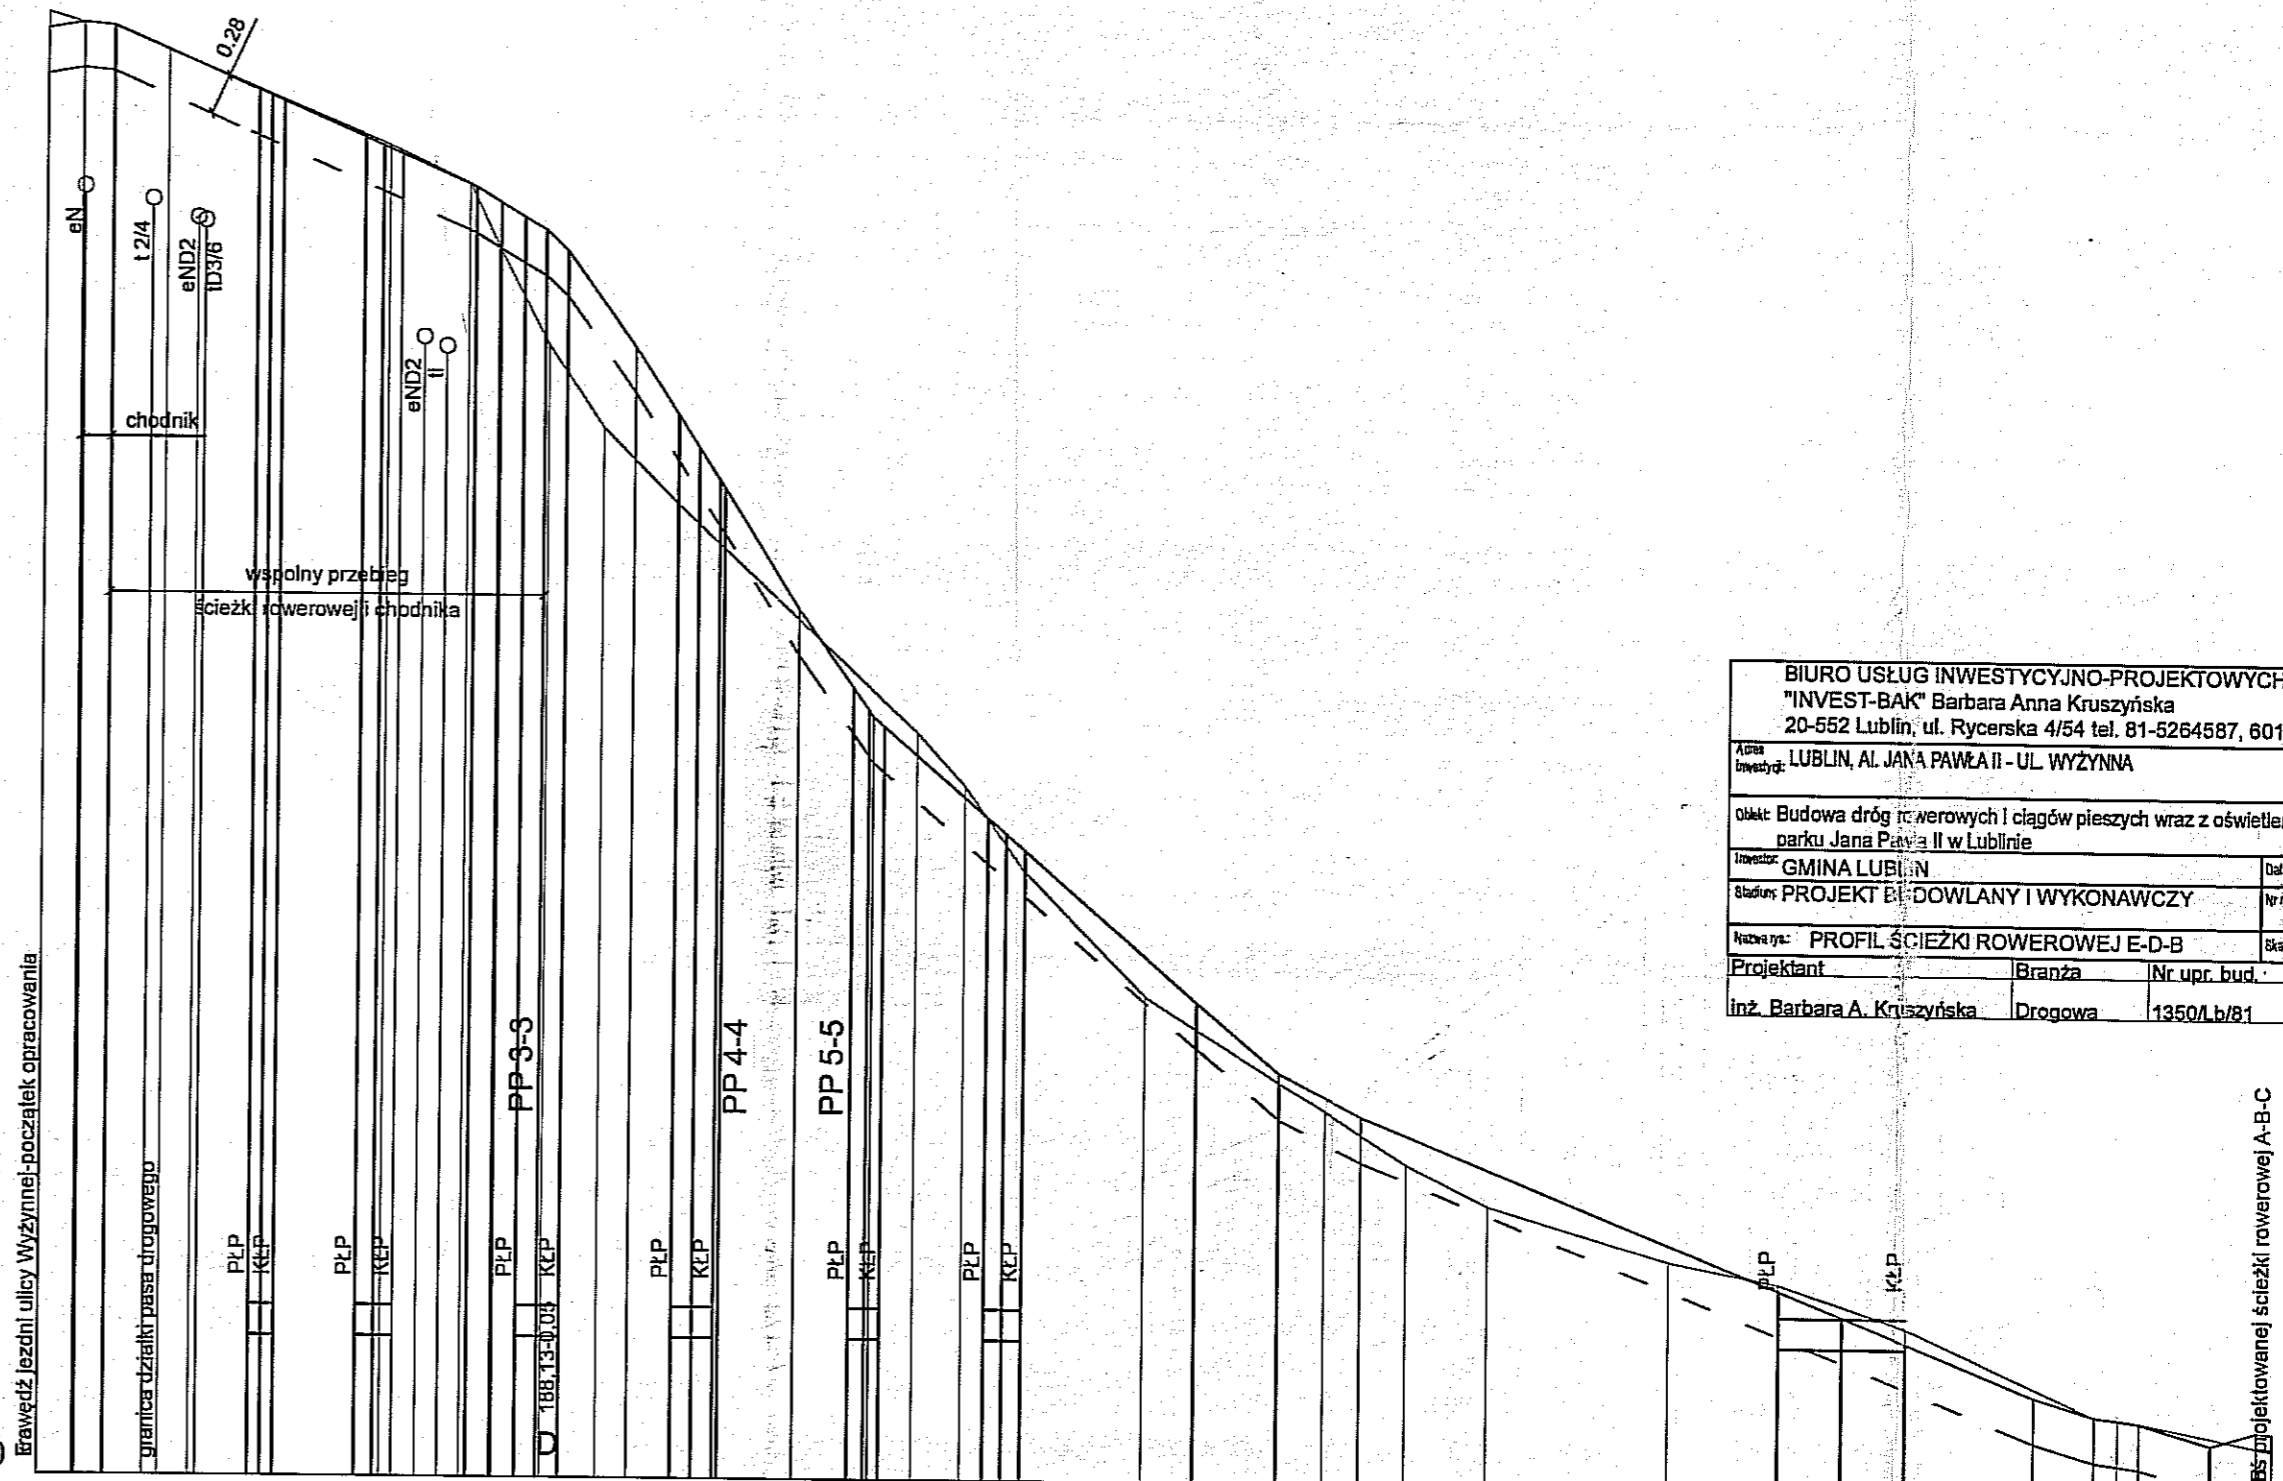 0.28
eN
t 2/4
eND2
tD3/6
eND2
tl
chodnik
wspolny przebieg
ścieżki rowerowej i chodnika
BIURO USŁUG INWESTYCYJNO-PROJEKTOWYCH
"INVEST-BAK" Barbara Anna Kruszyńska
20-552 Lublin, ul. Rycerska 4/54 tel. 81-5264587, 601
Adres inwestycji: LUBLIN, Al. JANA PAWŁA II - UL. WYŻYNNA
Obiekt: Budowa dróg rowerowych i ciągów pieszych wraz z oświetle
parku Jana Pawła II w Lublinie
Inwestor: GMINA LUBLIN
Stadium: PROJEKT BUDOWLANY I WYKONAWCZY
Nazwa rys.: PROFIL ŚCIEŻKI ROWEROWEJ E-D-B
Projektant Branża Nr upr. bud.
inż. Barbara A. Kruszyńska Drogowa 1350/Lb/81
krawędź jezdni ulicy Wyżynnej-początek opracowania
granica działki pasa drogowego
PŁP
KŁP
PŁP
KŁP
PP 3-3
PŁP
KŁP
D 188,13-0,05
PP 4-4
PŁP
KŁP
PP 5-5
PŁP
KŁP
PŁP
KŁP
PŁP
KŁP
oś projektowanej ścieżki rowerowej A-B-C